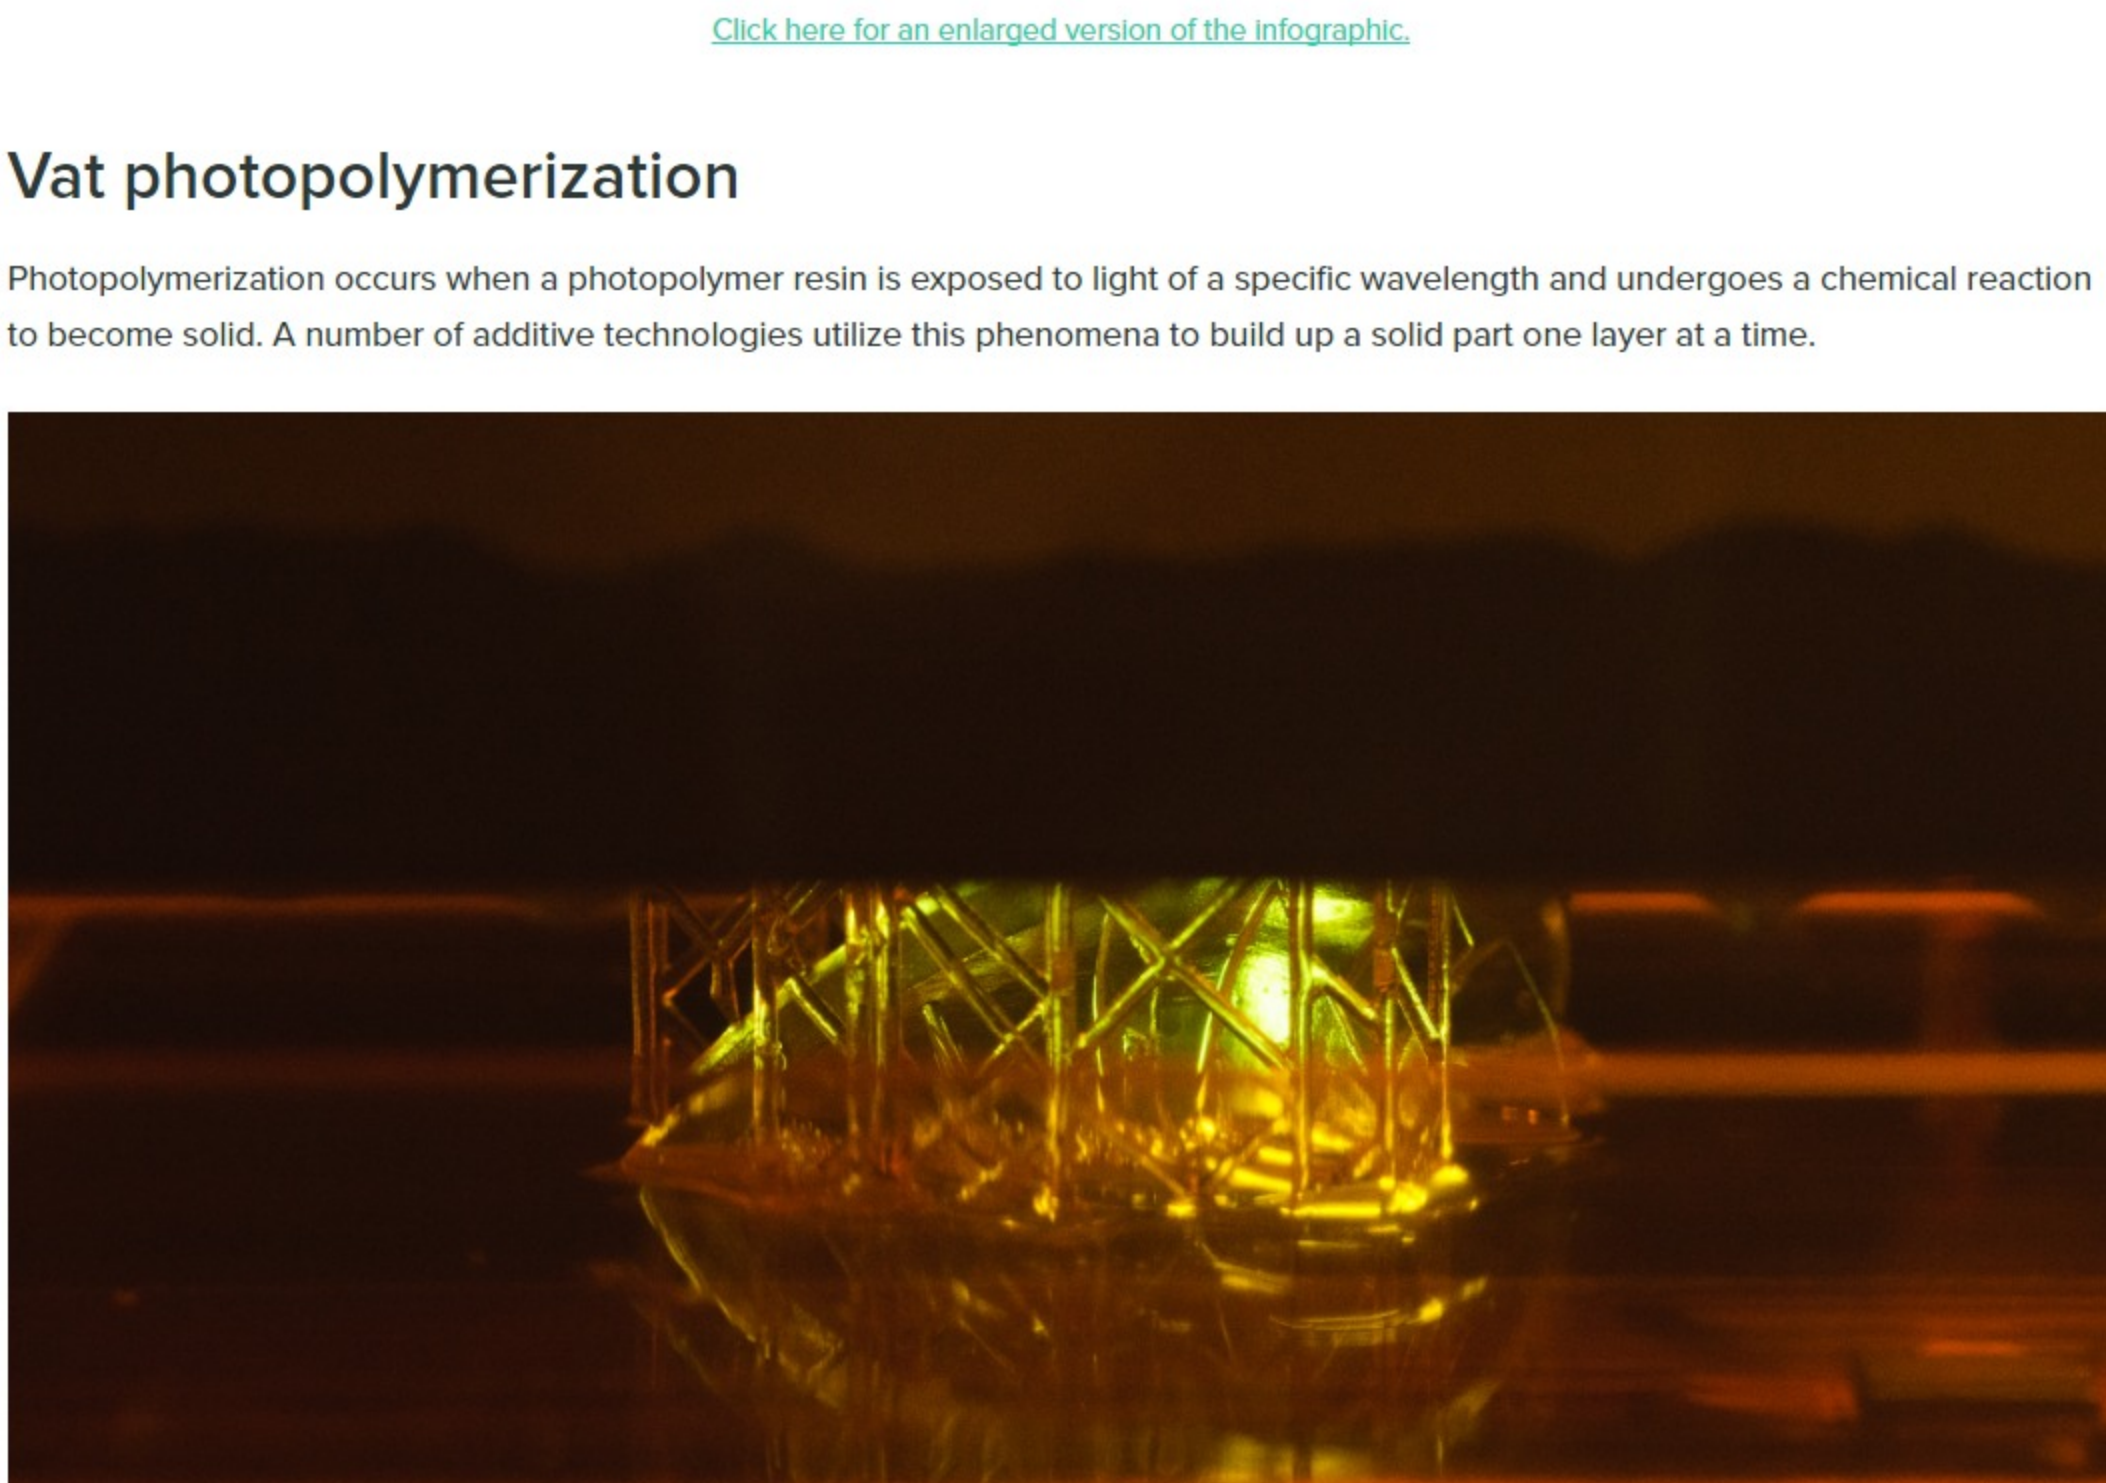 Click here for an enlarged version of the infographic.
Vat photopolymerization
Photopolymerization occurs when a photopolymer resin is exposed to light of a specific wavelength and undergoes a chemical reaction
to become solid. A number of additive technologies utilize this phenomena to build up a solid part one layer at a time.